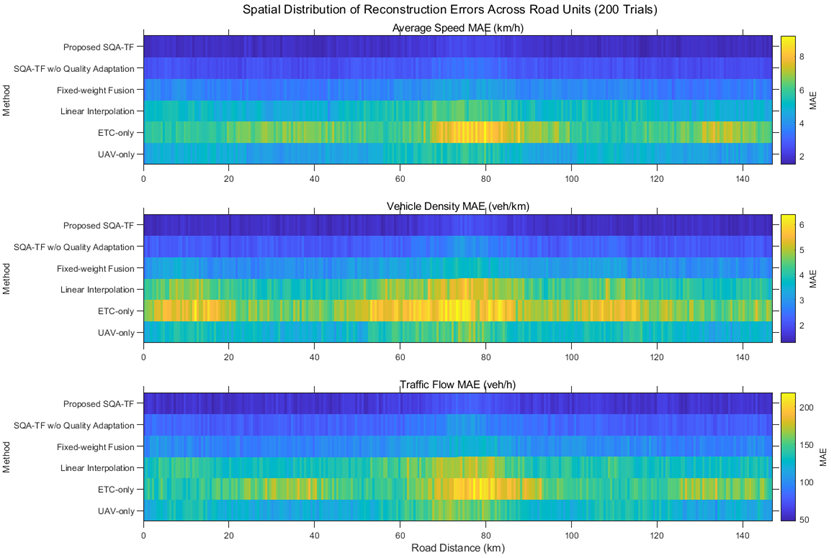 Spatial Distribution of Reconstruction Errors Across Road Units (200 Trials)
Average Speed MAE (km/h)
Method
Proposed SQA-TF
SQA-TF w/o Quality Adaptation
Fixed-weight Fusion
Linear Interpolation
ETC-only
UAV-only
0 20 40 60 80 100 120 140
8
6
4
2
MAE
Vehicle Density MAE (veh/km)
Method
Proposed SQA-TF
SQA-TF w/o Quality Adaptation
Fixed-weight Fusion
Linear Interpolation
ETC-only
UAV-only
0 20 40 60 80 100 120 140
6
5
4
3
2
MAE
Traffic Flow MAE (veh/h)
Method
Proposed SQA-TF
SQA-TF w/o Quality Adaptation
Fixed-weight Fusion
Linear Interpolation
ETC-only
UAV-only
0 20 40 60 80 100 120 140
Road Distance (km)
200
150
100
50
MAE